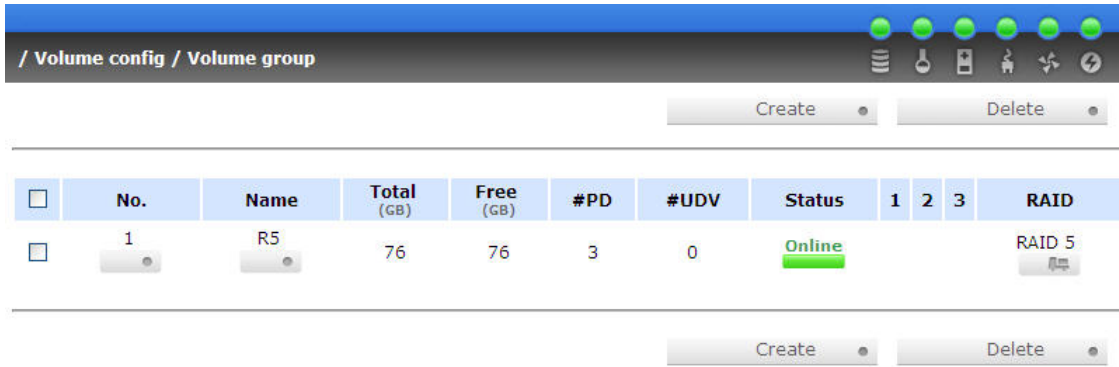 / Volume config / Volume group
Create Delete
No. Name Total (GB) Free (GB) #PD #UDV Status 1 2 3 RAID
1 R5 76 76 3 0 Online RAID 5
Create Delete